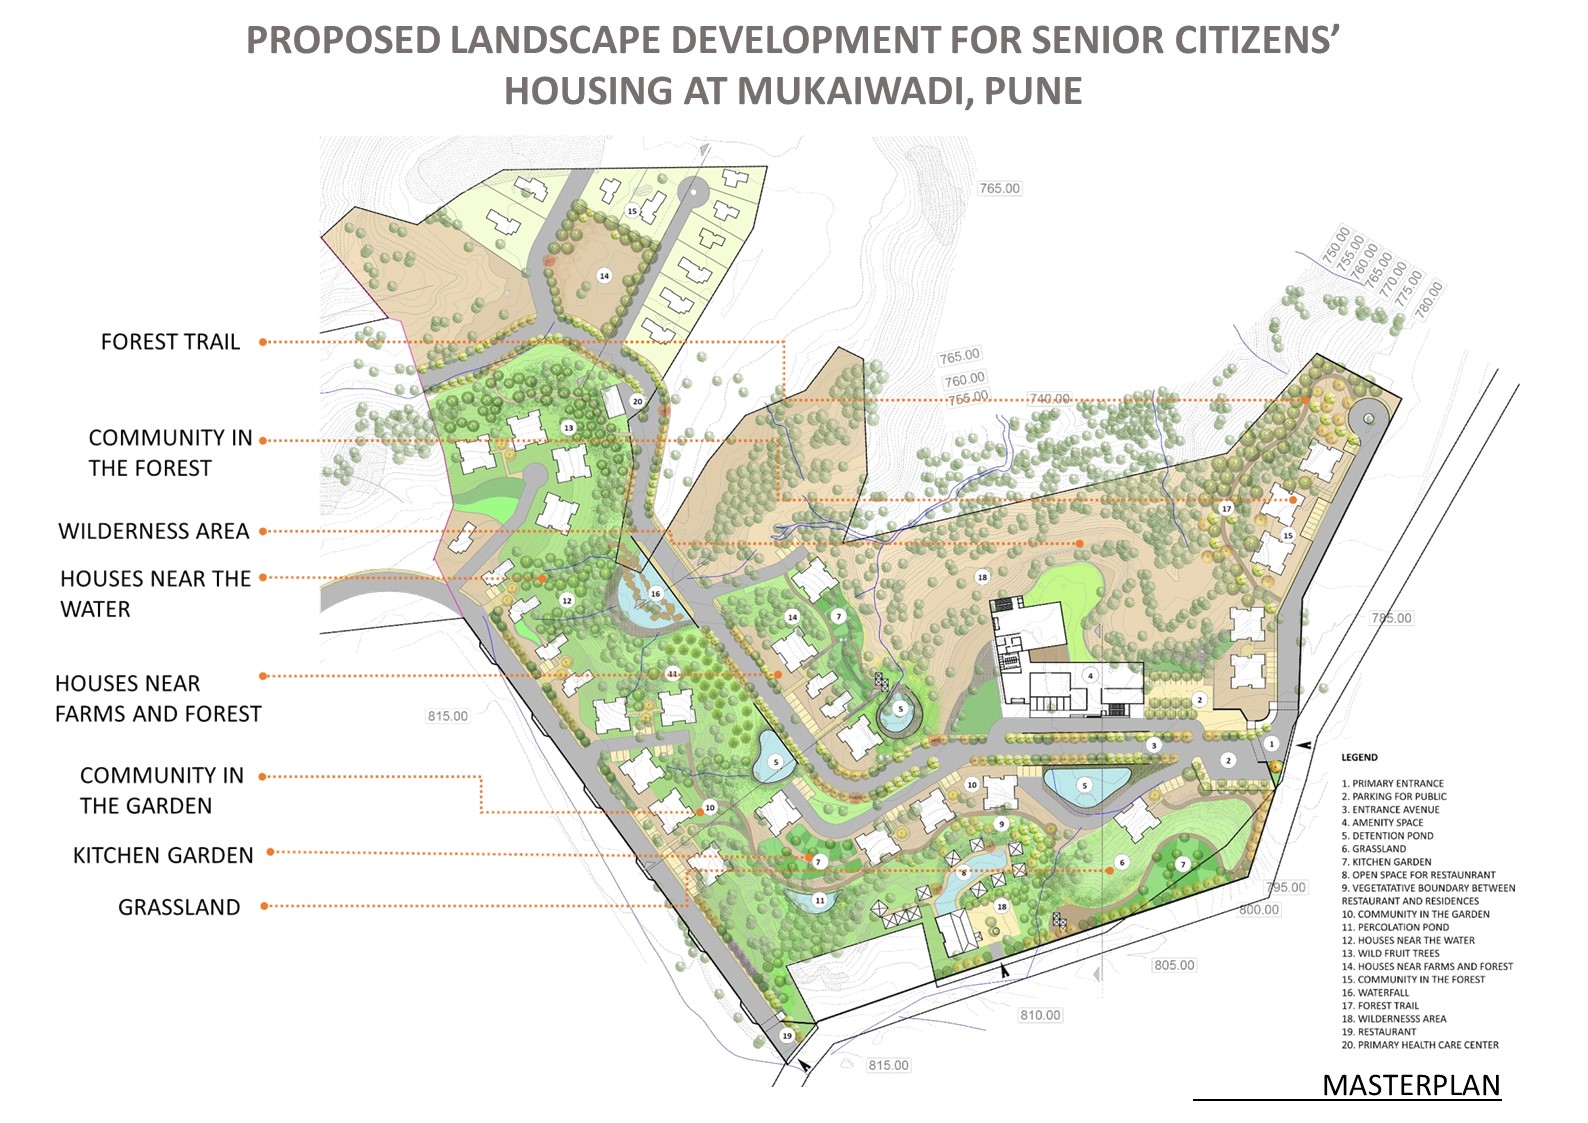 PROPOSED LANDSCAPE DEVELOPMENT FOR SENIOR CITIZENS'
HOUSING AT MUKAIWADI, PUNE
FOREST TRAIL
COMMUNITY IN
THE FOREST
WILDERNESS AREA
HOUSES NEAR THE
WATER
HOUSES NEAR
FARMS AND FOREST
COMMUNITY IN
THE GARDEN
KITCHEN GARDEN
GRASSLAND
765.00
750.00
755.00
760.00
765.00
770.00
775.00
780.00
765.00
760.00
755.00
740.00
785.00
815.00
795.00
800.00
805.00
810.00
815.00
15
14
20
13
17
15
16
12
18
14
7
11
4
2
5
3
1
2
5
5
10
10
9
7
6
7
8
11
18
19
LEGEND
1. PRIMARY ENTRANCE
2. PARKING FOR PUBLIC
3. ENTRANCE AVENUE
4. AMENITY SPACE
5. DETENTION POND
6. GRASSLAND
7. KITCHEN GARDEN
8. OPEN SPACE FOR RESTAUNRANT
9. VEGETATATIVE BOUNDARY BETWEEN
RESTAURANT AND RESIDENCES
10. COMMUNITY IN THE GARDEN
11. PERCOLATION POND
12. HOUSES NEAR THE WATER
13. WILD FRUIT TREES
14. HOUSES NEAR FARMS AND FOREST
15. COMMUNITY IN THE FOREST
16. WATERFALL
17. FOREST TRAIL
18. WILDERNESSS AREA
19. RESTAURANT
20. PRIMARY HEALTH CARE CENTER
MASTERPLAN